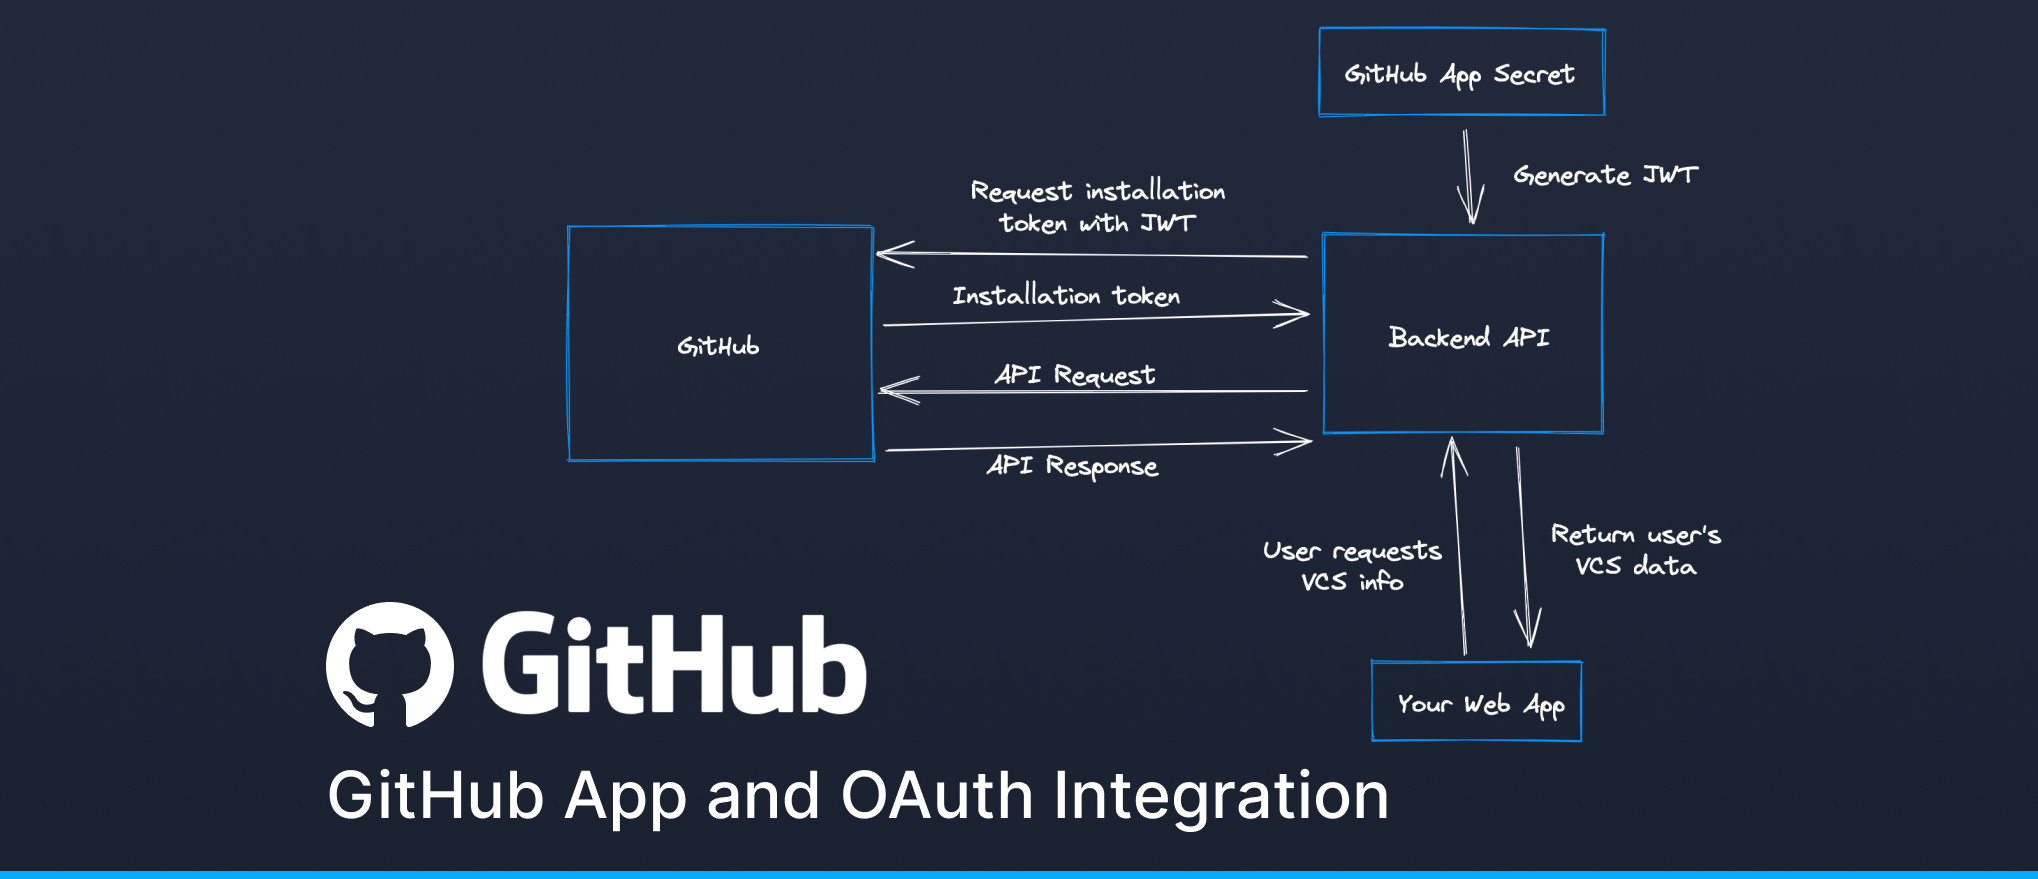 GitHub App Secret
Generate JWT
Request installation
token with JWT
Installation token
GitHub
Backend API
API Request
API Response
User requests
VCS info
Return user's
VCS data
Your Web App
GitHub
GitHub App and OAuth Integration